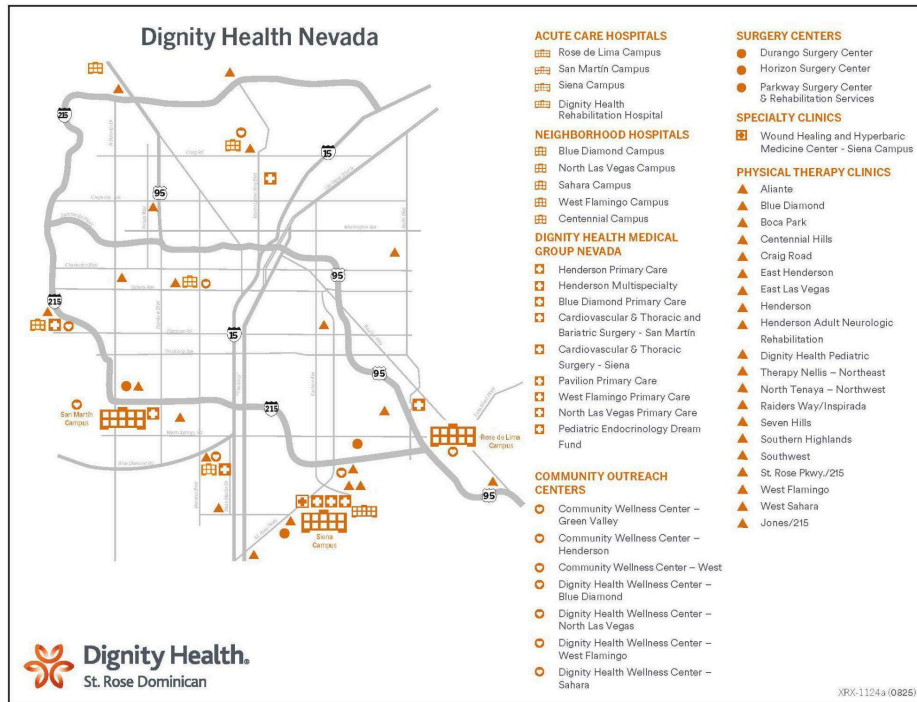 Dignity Health Nevada
215
15
95
Craig Rd
95
215
15
95
95
215
San Martín
Campus
Rose de Lima
Campus
95
Siena
Campus
Dignity Health®
St. Rose Dominican
ACUTE CARE HOSPITALS
Rose de Lima Campus
San Martín Campus
Siena Campus
Dignity Health
Rehabilitation Hospital
NEIGHBORHOOD HOSPITALS
Blue Diamond Campus
North Las Vegas Campus
Sahara Campus
West Flamingo Campus
Centennial Campus
DIGNITY HEALTH MEDICAL
GROUP NEVADA
Henderson Primary Care
Henderson Multispecialty
Blue Diamond Primary Care
Cardiovascular & Thoracic and
Bariatric Surgery - San Martín
Cardiovascular & Thoracic
Surgery - Siena
Pavilion Primary Care
West Flamingo Primary Care
North Las Vegas Primary Care
Pediatric Endocrinology Dream
Fund
COMMUNITY OUTREACH
CENTERS
Community Wellness Center –
Green Valley
Community Wellness Center –
Henderson
Community Wellness Center – West
Dignity Health Wellness Center –
Blue Diamond
Dignity Health Wellness Center –
North Las Vegas
Dignity Health Wellness Center –
West Flamingo
Dignity Health Wellness Center –
Sahara
SURGERY CENTERS
Durango Surgery Center
Horizon Surgery Center
Parkway Surgery Center
& Rehabilitation Services
SPECIALTY CLINICS
Wound Healing and Hyperbaric
Medicine Center - Siena Campus
PHYSICAL THERAPY CLINICS
Aliante
Blue Diamond
Boca Park
Centennial Hills
Craig Road
East Henderson
East Las Vegas
Henderson
Henderson Adult Neurologic
Rehabilitation
Dignity Health Pediatric
Therapy Nellis – Northeast
North Tenaya – Northwest
Raiders Way/Inspirada
Seven Hills
Southern Highlands
Southwest
St. Rose Pkwy./215
West Flamingo
West Sahara
Jones/215
XRX-1124a (0825)